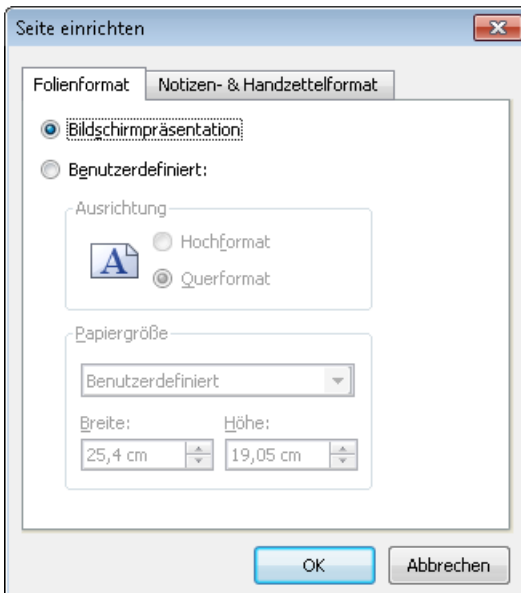 Seite einrichten
Folienformat
Notizen- & Handzettelformat
Bildschirmpräsentation
Benutzerdefiniert:
Ausrichtung
A
Hochformat
Querformat
Papiergröße
Benutzerdefiniert
Breite: Höhe:
25,4 cm 19,05 cm
OK Abbrechen